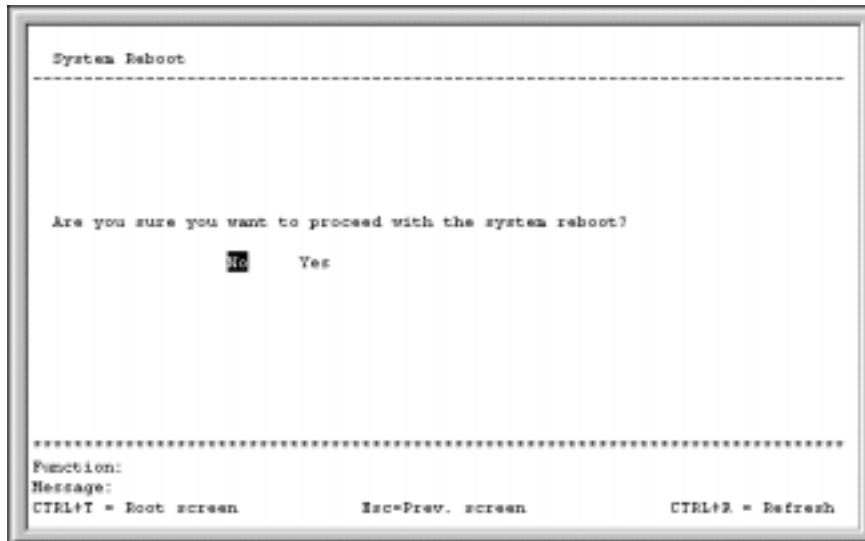 System Reboot
Are you sure you want to proceed with the system reboot?
No Yes
Function:
Message:
CTRL+T = Root screen Esc=Prev. screen CTRL+R = Refresh